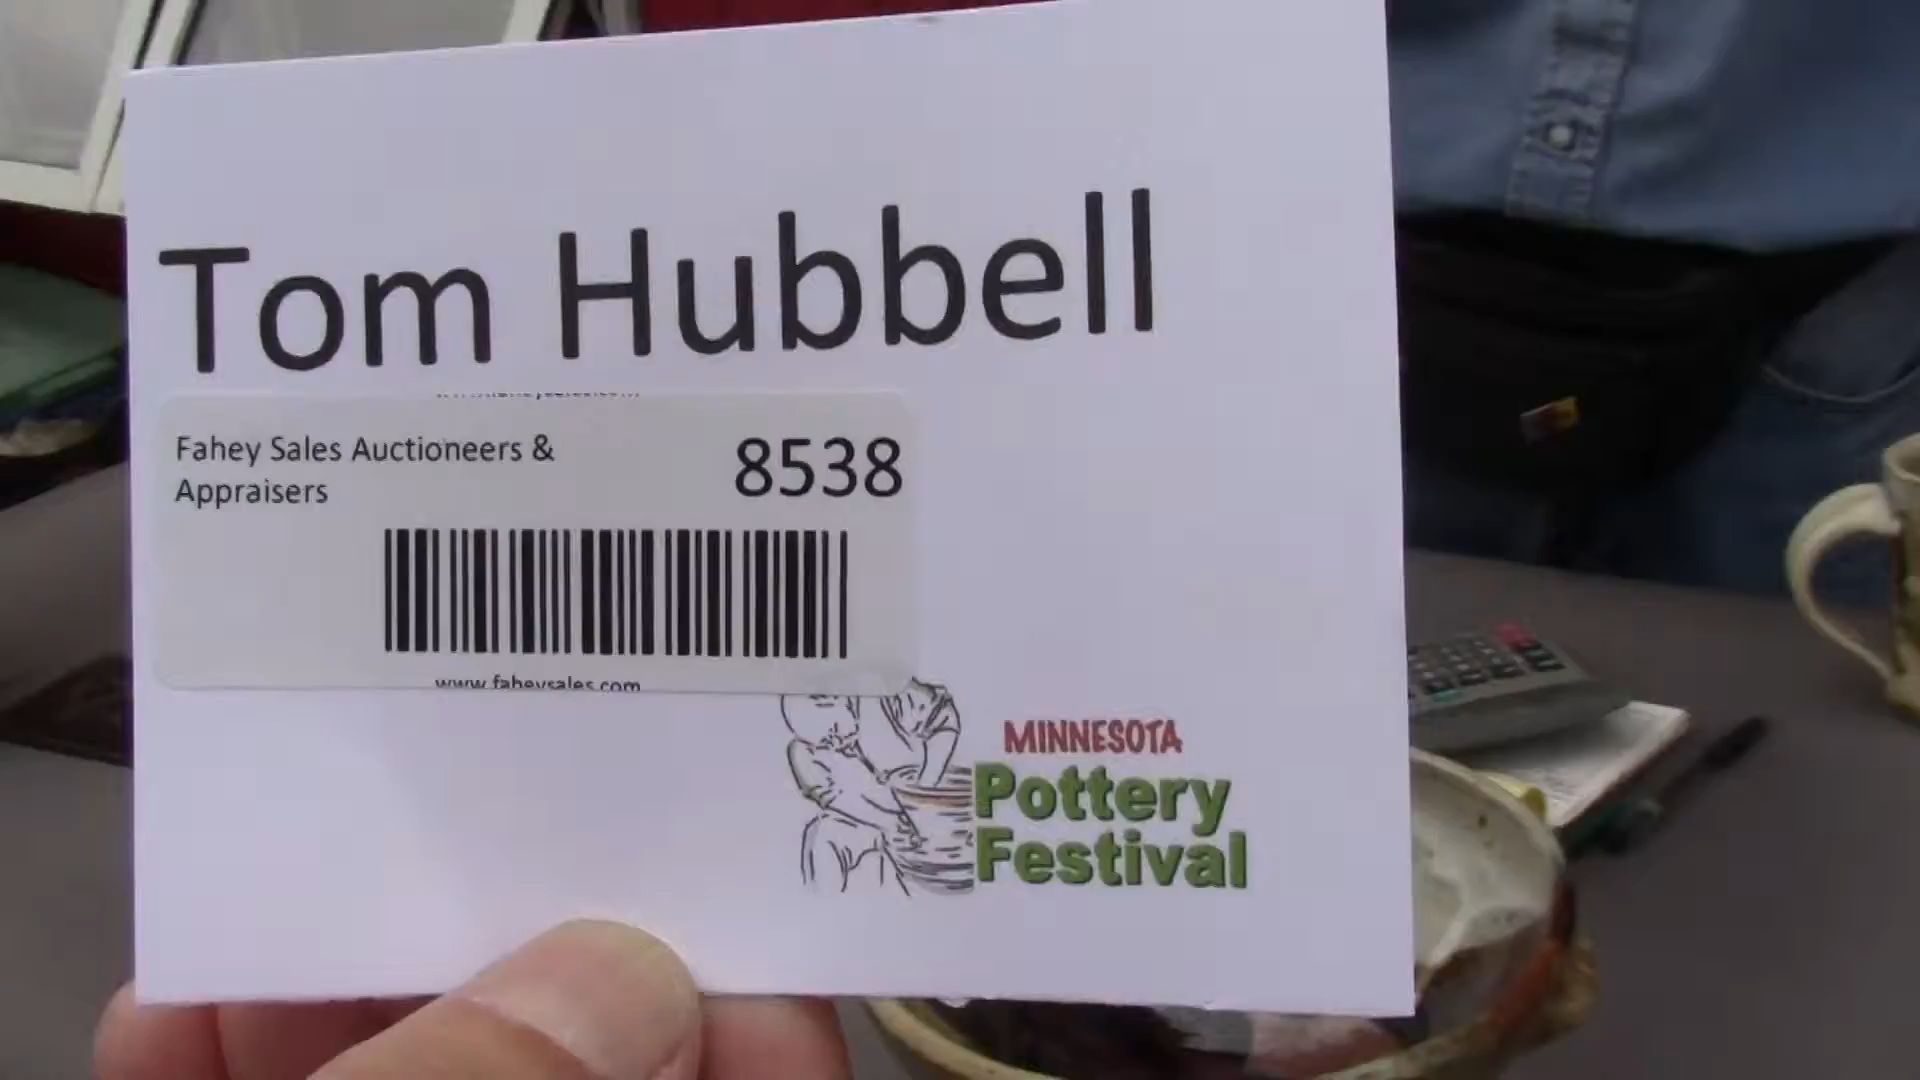 Tom Hubbell
Fahey Sales Auctioneers &
Appraisers
8538
www.faheysales.com
MINNESOTA
Pottery
Festival